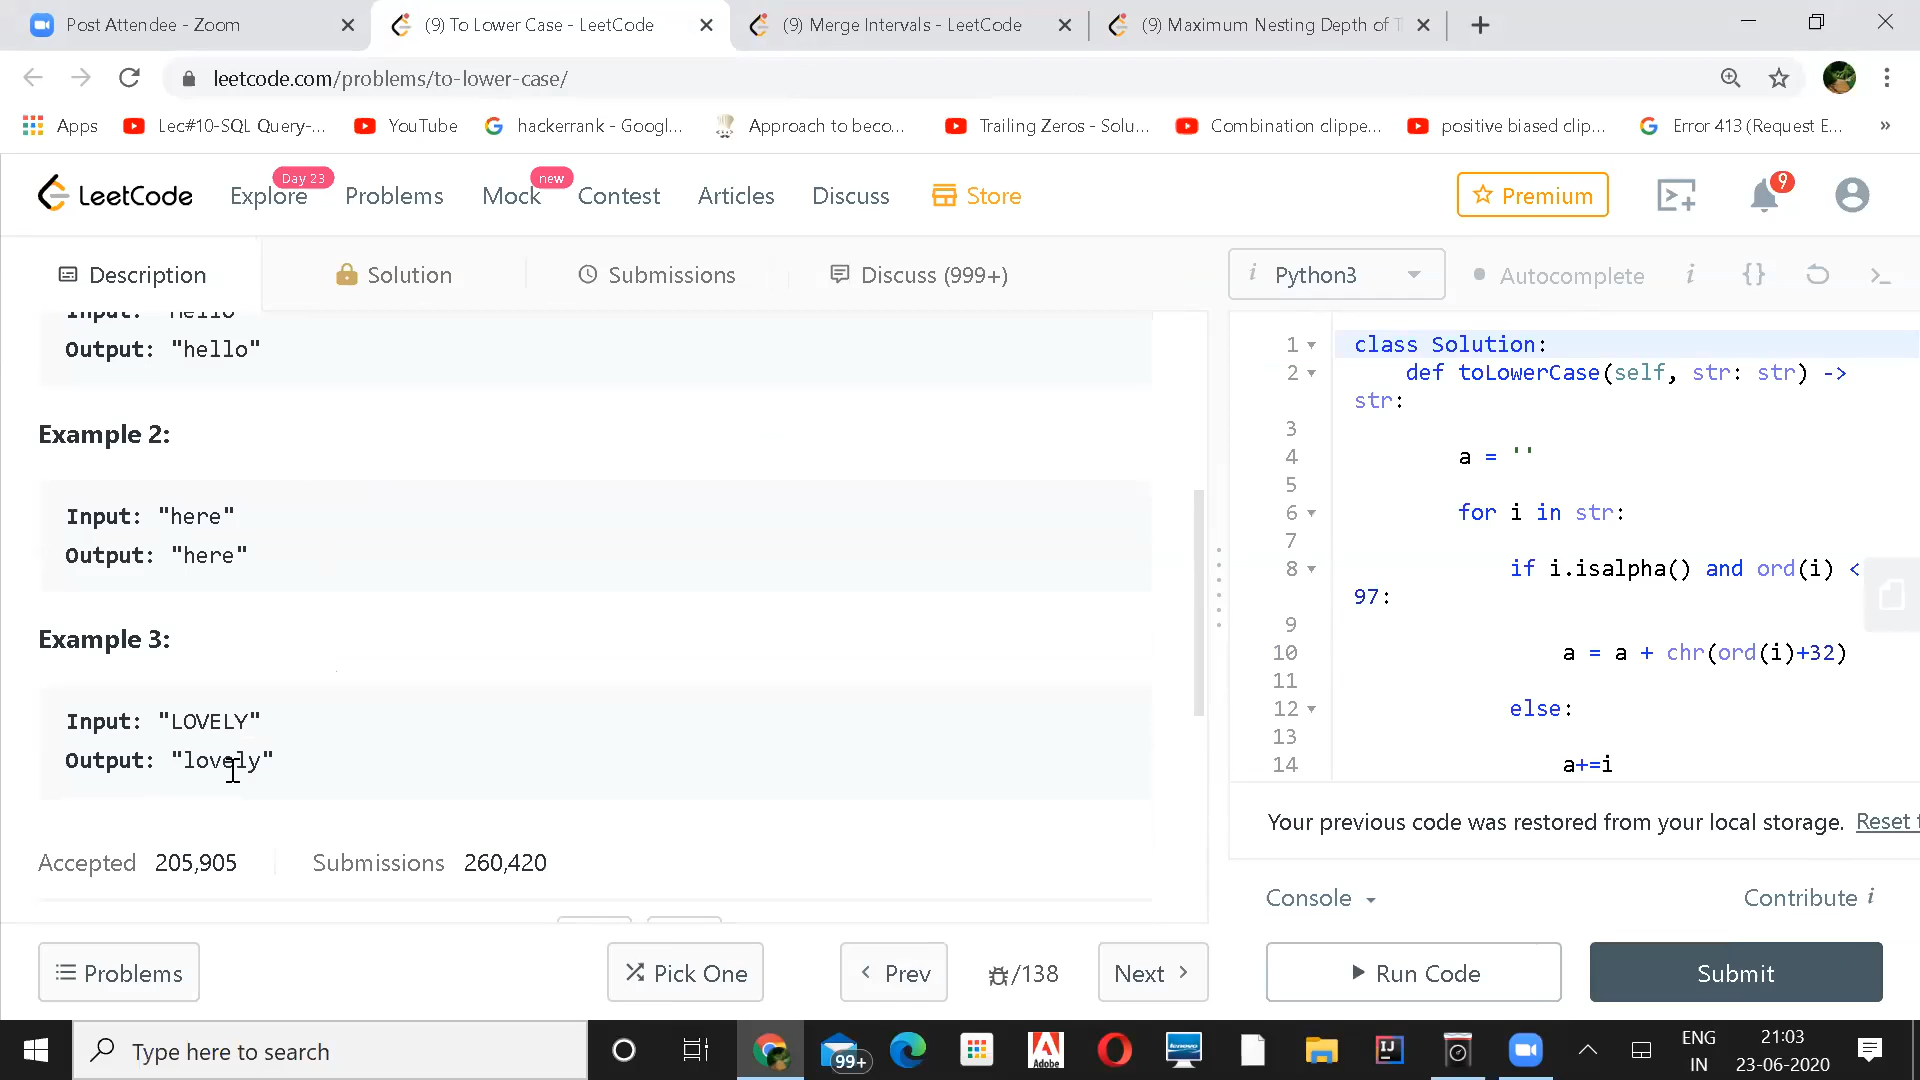 Post Attendee - Zoom
(9) To Lower Case - LeetCode
(9) Merge Intervals - LeetCode
(9) Maximum Nesting Depth of T
leetcode.com/problems/to-lower-case/
Apps
Lec#10-SQL Query-...
YouTube
hackerrank - Googl...
Approach to beco...
Trailing Zeros - Solu...
Combination clippe...
positive biased clip...
Error 413 (Request E...
»
LeetCode
Explore
Day 23
Problems
Mock
new
Contest
Articles
Discuss
Store
Premium
9
Description
Solution
Submissions
Discuss (999+)
Python3
Autocomplete
i
{}
>_
Input: "Hello"
Output: "hello"
Example 2:
Input: "here"
Output: "here"
Example 3:
Input: "LOVELY"
Output: "lovely"
Accepted 205,905
Submissions 260,420
1 class Solution:
2 def toLowerCase(self, str: str) ->
str:
3
4 a = ''
5
6 for i in str:
7
8 if i.isalpha() and ord(i) <
97:
9
10 a = a + chr(ord(i)+32)
11
12 else:
13
14 a+=i
Your previous code was restored from your local storage. Reset t
Console
Contribute i
Problems
Pick One
Prev
/138
Next
Run Code
Submit
Type here to search
99+
Adobe
lenovo
IJ
ENG
IN
21:03
23-06-2020